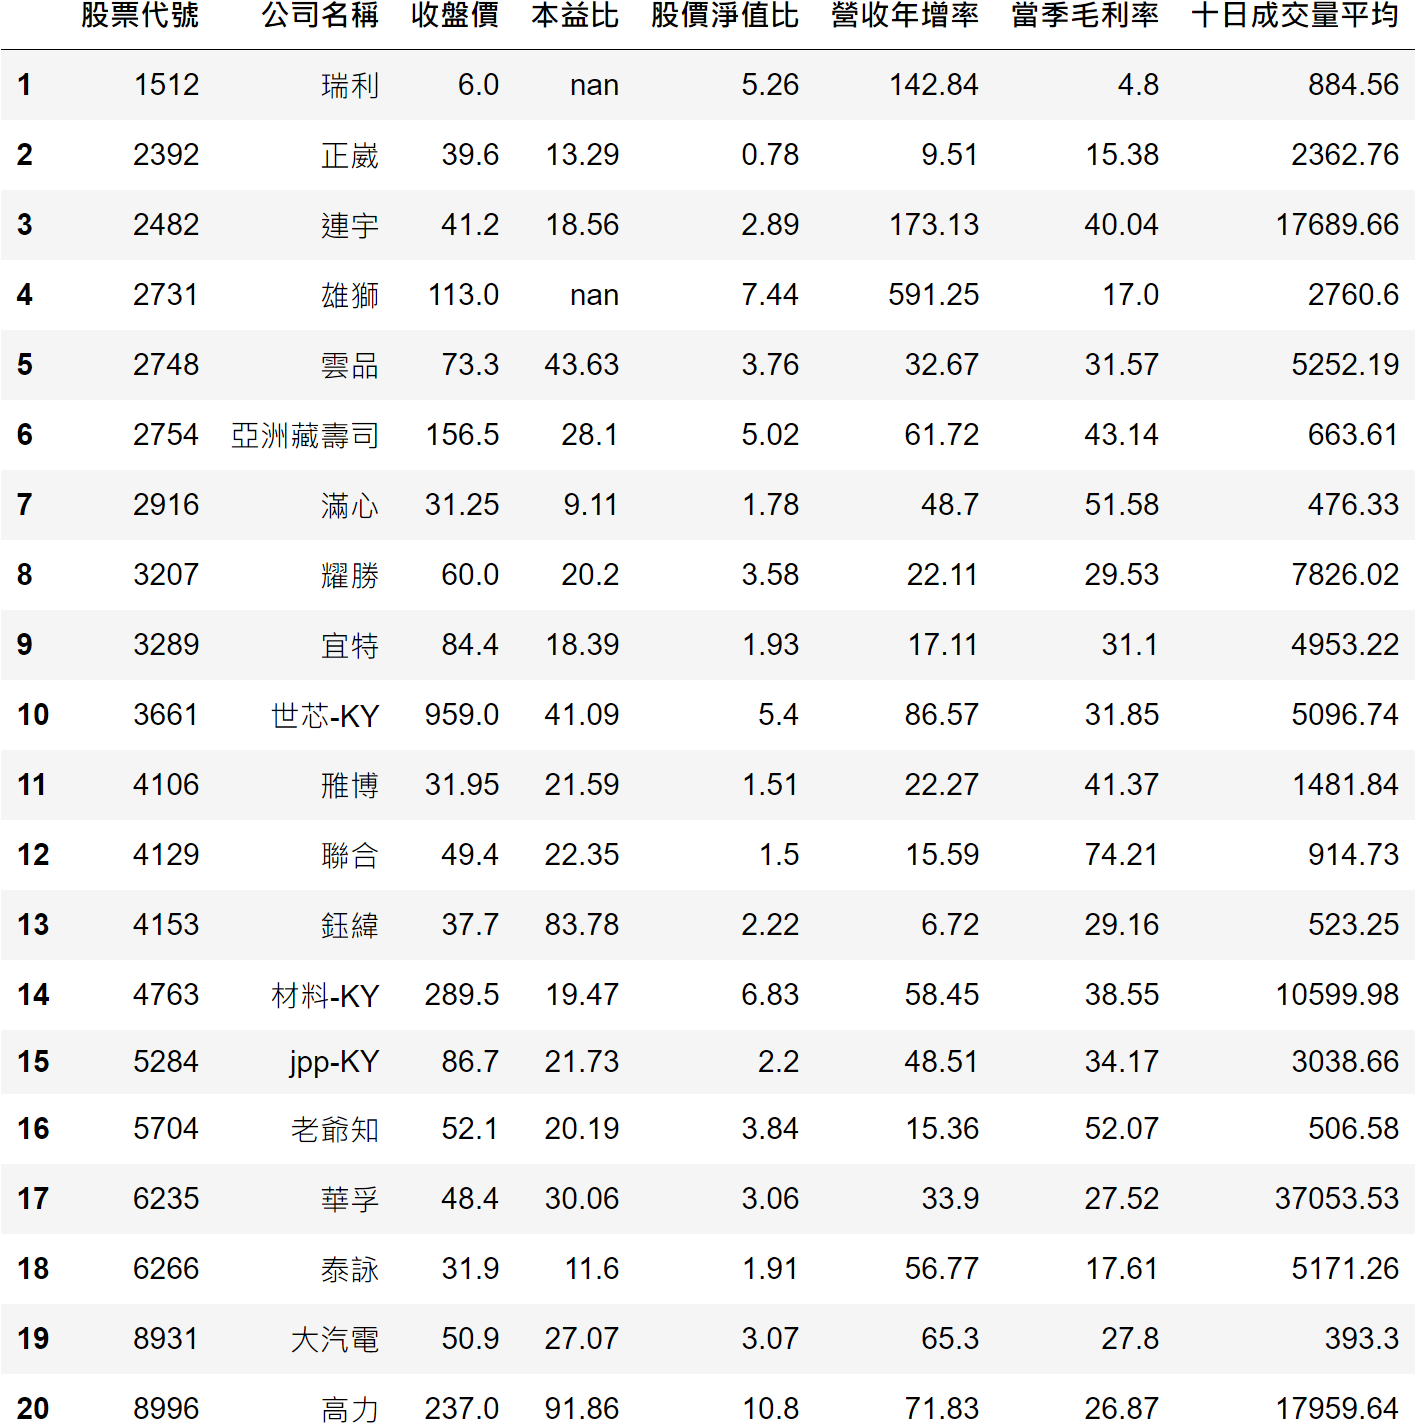 股票代號 公司名稱 收盤價 本益比 股價淨值比 營收年增率 當季毛利率 十日成交量平均
1 1512 瑞利 6.0 nan 5.26 142.84 4.8 884.56
2 2392 正崴 39.6 13.29 0.78 9.51 15.38 2362.76
3 2482 連宇 41.2 18.56 2.89 173.13 40.04 17689.66
4 2731 雄獅 113.0 nan 7.44 591.25 17.0 2760.6
5 2748 雲品 73.3 43.63 3.76 32.67 31.57 5252.19
6 2754 亞洲藏壽司 156.5 28.1 5.02 61.72 43.14 663.61
7 2916 滿心 31.25 9.11 1.78 48.7 51.58 476.33
8 3207 耀勝 60.0 20.2 3.58 22.11 29.53 7826.02
9 3289 宜特 84.4 18.39 1.93 17.11 31.1 4953.22
10 3661 世芯-KY 959.0 41.09 5.4 86.57 31.85 5096.74
11 4106 雃博 31.95 21.59 1.51 22.27 41.37 1481.84
12 4129 聯合 49.4 22.35 1.5 15.59 74.21 914.73
13 4153 鈺緯 37.7 83.78 2.22 6.72 29.16 523.25
14 4763 材料-KY 289.5 19.47 6.83 58.45 38.55 10599.98
15 5284 jpp-KY 86.7 21.73 2.2 48.51 34.17 3038.66
16 5704 老爺知 52.1 20.19 3.84 15.36 52.07 506.58
17 6235 華孚 48.4 30.06 3.06 33.9 27.52 37053.53
18 6266 泰詠 31.9 11.6 1.91 56.77 17.61 5171.26
19 8931 大汽電 50.9 27.07 3.07 65.3 27.8 393.3
20 8996 高力 237.0 91.86 10.8 71.83 26.87 17959.64